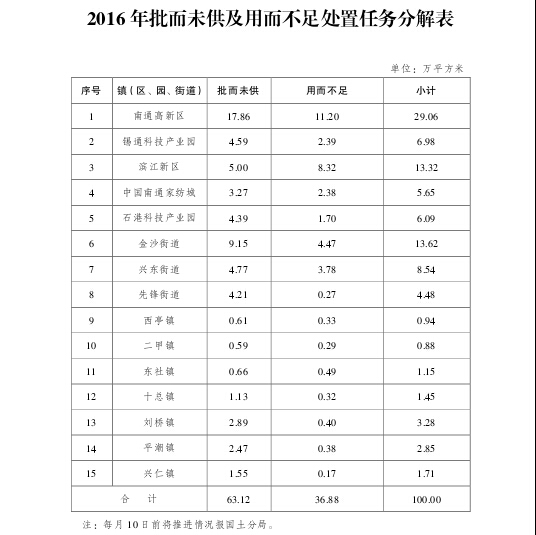 2016 年批而未供及用而不足处置任务分解表
单位：万平方米
序号 镇（区、园、街道） 批而未供 用而不足 小计
1 南通高新区 17.86 11.20 29.06
2 锡通科技产业园 4.59 2.39 6.98
3 滨江新区 5.00 8.32 13.32
4 中国南通家纺城 3.27 2.38 5.65
5 石港科技产业园 4.39 1.70 6.09
6 金沙街道 9.15 4.47 13.62
7 兴东街道 4.77 3.78 8.54
8 先锋街道 4.21 0.27 4.48
9 西亭镇 0.61 0.33 0.94
10 二甲镇 0.59 0.29 0.88
11 东社镇 0.66 0.49 1.15
12 十总镇 1.13 0.32 1.45
13 刘桥镇 2.89 0.40 3.28
14 平潮镇 2.47 0.38 2.85
15 兴仁镇 1.55 0.17 1.71
合 计 63.12 36.88 100.00
注：每月 10 日前将推进情况报国土分局。